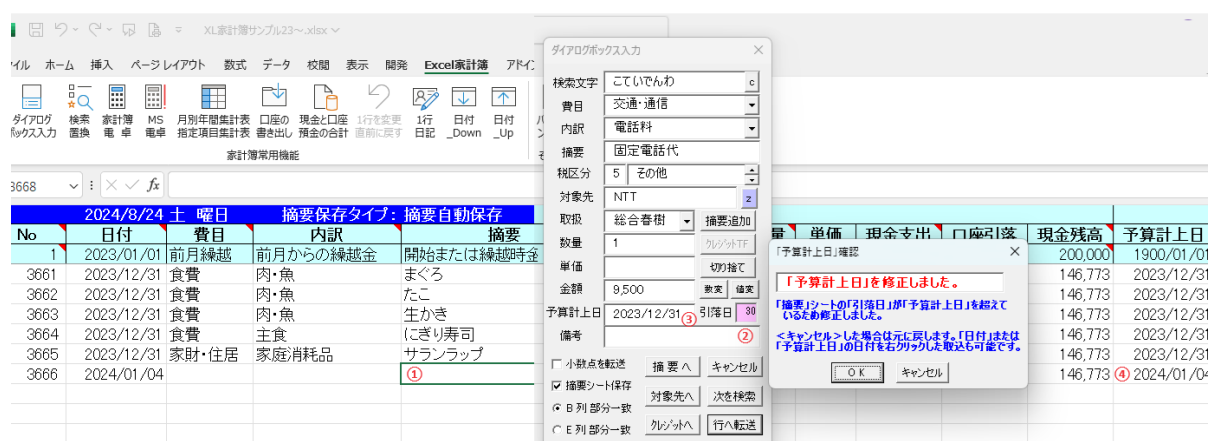 XL家計簿サンプル23～.xlsx
イル ホーム 挿入 ページレイアウト 数式 データ 校閲 表示 開発 Excel家計簿 アドイン
ダイアログ
ボックス入力
検索
置換
家計簿
電 卓
MS
電卓
月別年間集計表
指定項目集計表
口座の
書き出し
現金と口座
預金の合計
1行を変更
直前に戻す
1行
日記
日付
_Down
日付
_Up
家計簿常用機能
3668
fx
2024/8/24 土 曜日 摘要保存タイプ: 摘要自動保存
No 日付 費目 内訳 摘要 量 単価 現金支出 口座引落 現金残高 予算計上日
1 2023/01/01 前月繰越 前月からの繰越金 開始または繰越時金 200,000 1900/01/01
3661 2023/12/31 食費 肉・魚 まぐろ 146,773 2023/12/31
3662 2023/12/31 食費 肉・魚 たこ 146,773 2023/12/31
3663 2023/12/31 食費 肉・魚 生かき 146,773 2023/12/31
3664 2023/12/31 食費 主食 にぎり寿司 146,773 2023/12/31
3665 2023/12/31 家財・住居 家庭消耗品 サランラップ 146,773 2023/12/31
3666 2024/01/04 ① 146,773 ④ 2024/01/04
ダイアログボックス入力
検索文字 こていでんわ c
費目 交通・通信
内訳 電話料
摘要 固定電話代
税区分 5 その他
対象先 NTT z
取扱 総合春樹 摘要追加
数量 1 クレジットTF
単価 切り捨て
金額 9,500 数変 値変
予算計上日 2023/12/31 ③ 引落日 30
備考 ②
小数点を転送 摘要へ キャンセル
摘要シート保存
対象先へ 次を検索
B 列 部分一致
E 列 部分一致 クレジットへ 行へ転送
「予算計上日」確認
「予算計上日」を修正しました。
「摘要」シートの「引落日」が「予算計上日」を超えて
いるため修正しました。
＜キャンセル＞した場合は元に戻します。「日付」または
「予算計上日」の日付を右クリックした取込も可能です。
OK キャンセル